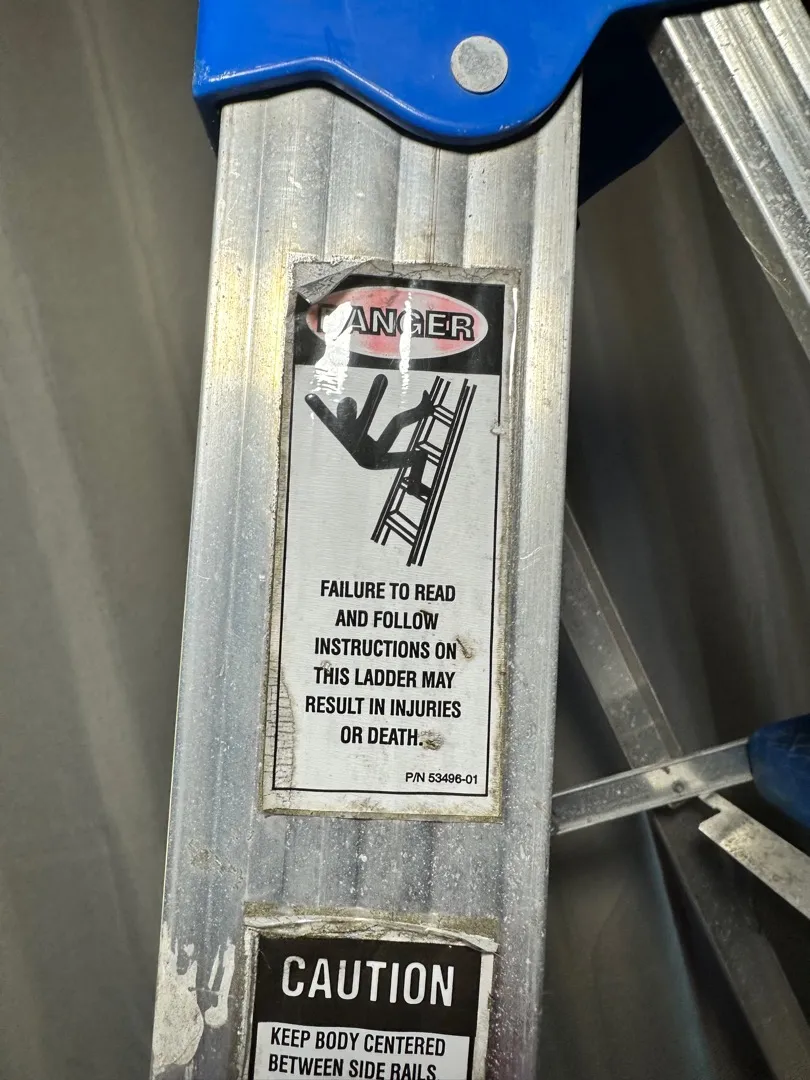 DANGER
FAILURE TO READ
AND FOLLOW
INSTRUCTIONS ON
THIS LADDER MAY
RESULT IN INJURIES
OR DEATH.
P/N 53496-01
CAUTION
KEEP BODY CENTERED
BETWEEN SIDE RAILS.